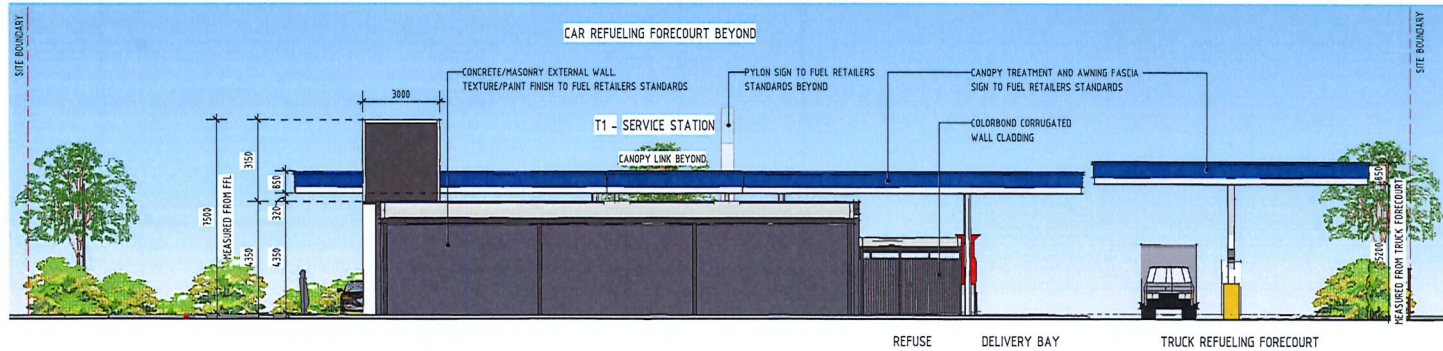 SITE BOUNDARY
CAR REFUELING FORECOURT BEYOND
SITE BOUNDARY
CONCRETE/MASONRY EXTERNAL WALL.
TEXTURE/PAINT FINISH TO FUEL RETAILERS STANDARDS
PYLON SIGN TO FUEL RETAILERS
STANDARDS BEYOND
CANOPY TREATMENT AND AWNING FASCIA
SIGN TO FUEL RETAILERS STANDARDS
3000
T1 - SERVICE STATION
COLORBOND CORRUGATED
WALL CLADDING
CANOPY LINK BEYOND
7500
MEASURED FROM FFL
3150
4350
850
320
4350
850
5200
MEASURED FROM TRUCK FORECOURT
REFUSE
DELIVERY BAY
TRUCK REFUELING FORECOURT